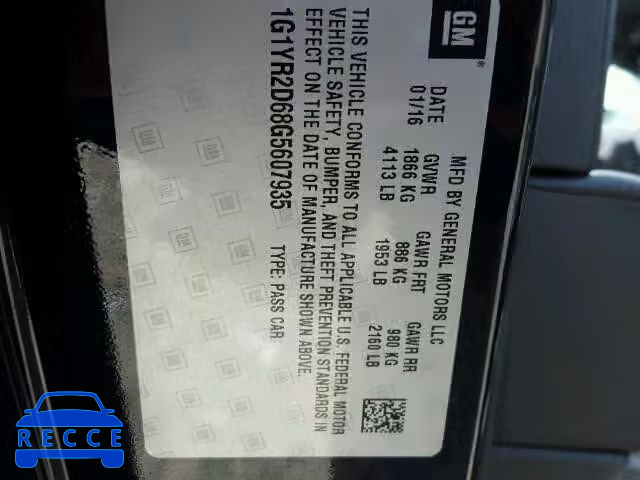 GM ®
MFD BY GENERAL MOTORS LLC
DATE GVWR GAWR FRT GAWR RR
01/16 1866 KG 886 KG 980 KG
4113 LB 1953 LB 2160 LB
THIS VEHICLE CONFORMS TO ALL APPLICABLE U.S. FEDERAL MOTOR
VEHICLE SAFETY, BUMPER, AND THEFT PREVENTION STANDARDS IN
EFFECT ON THE DATE OF MANUFACTURE SHOWN ABOVE.
1G1YR2D68G5607935 TYPE: PASS CAR
RECCE